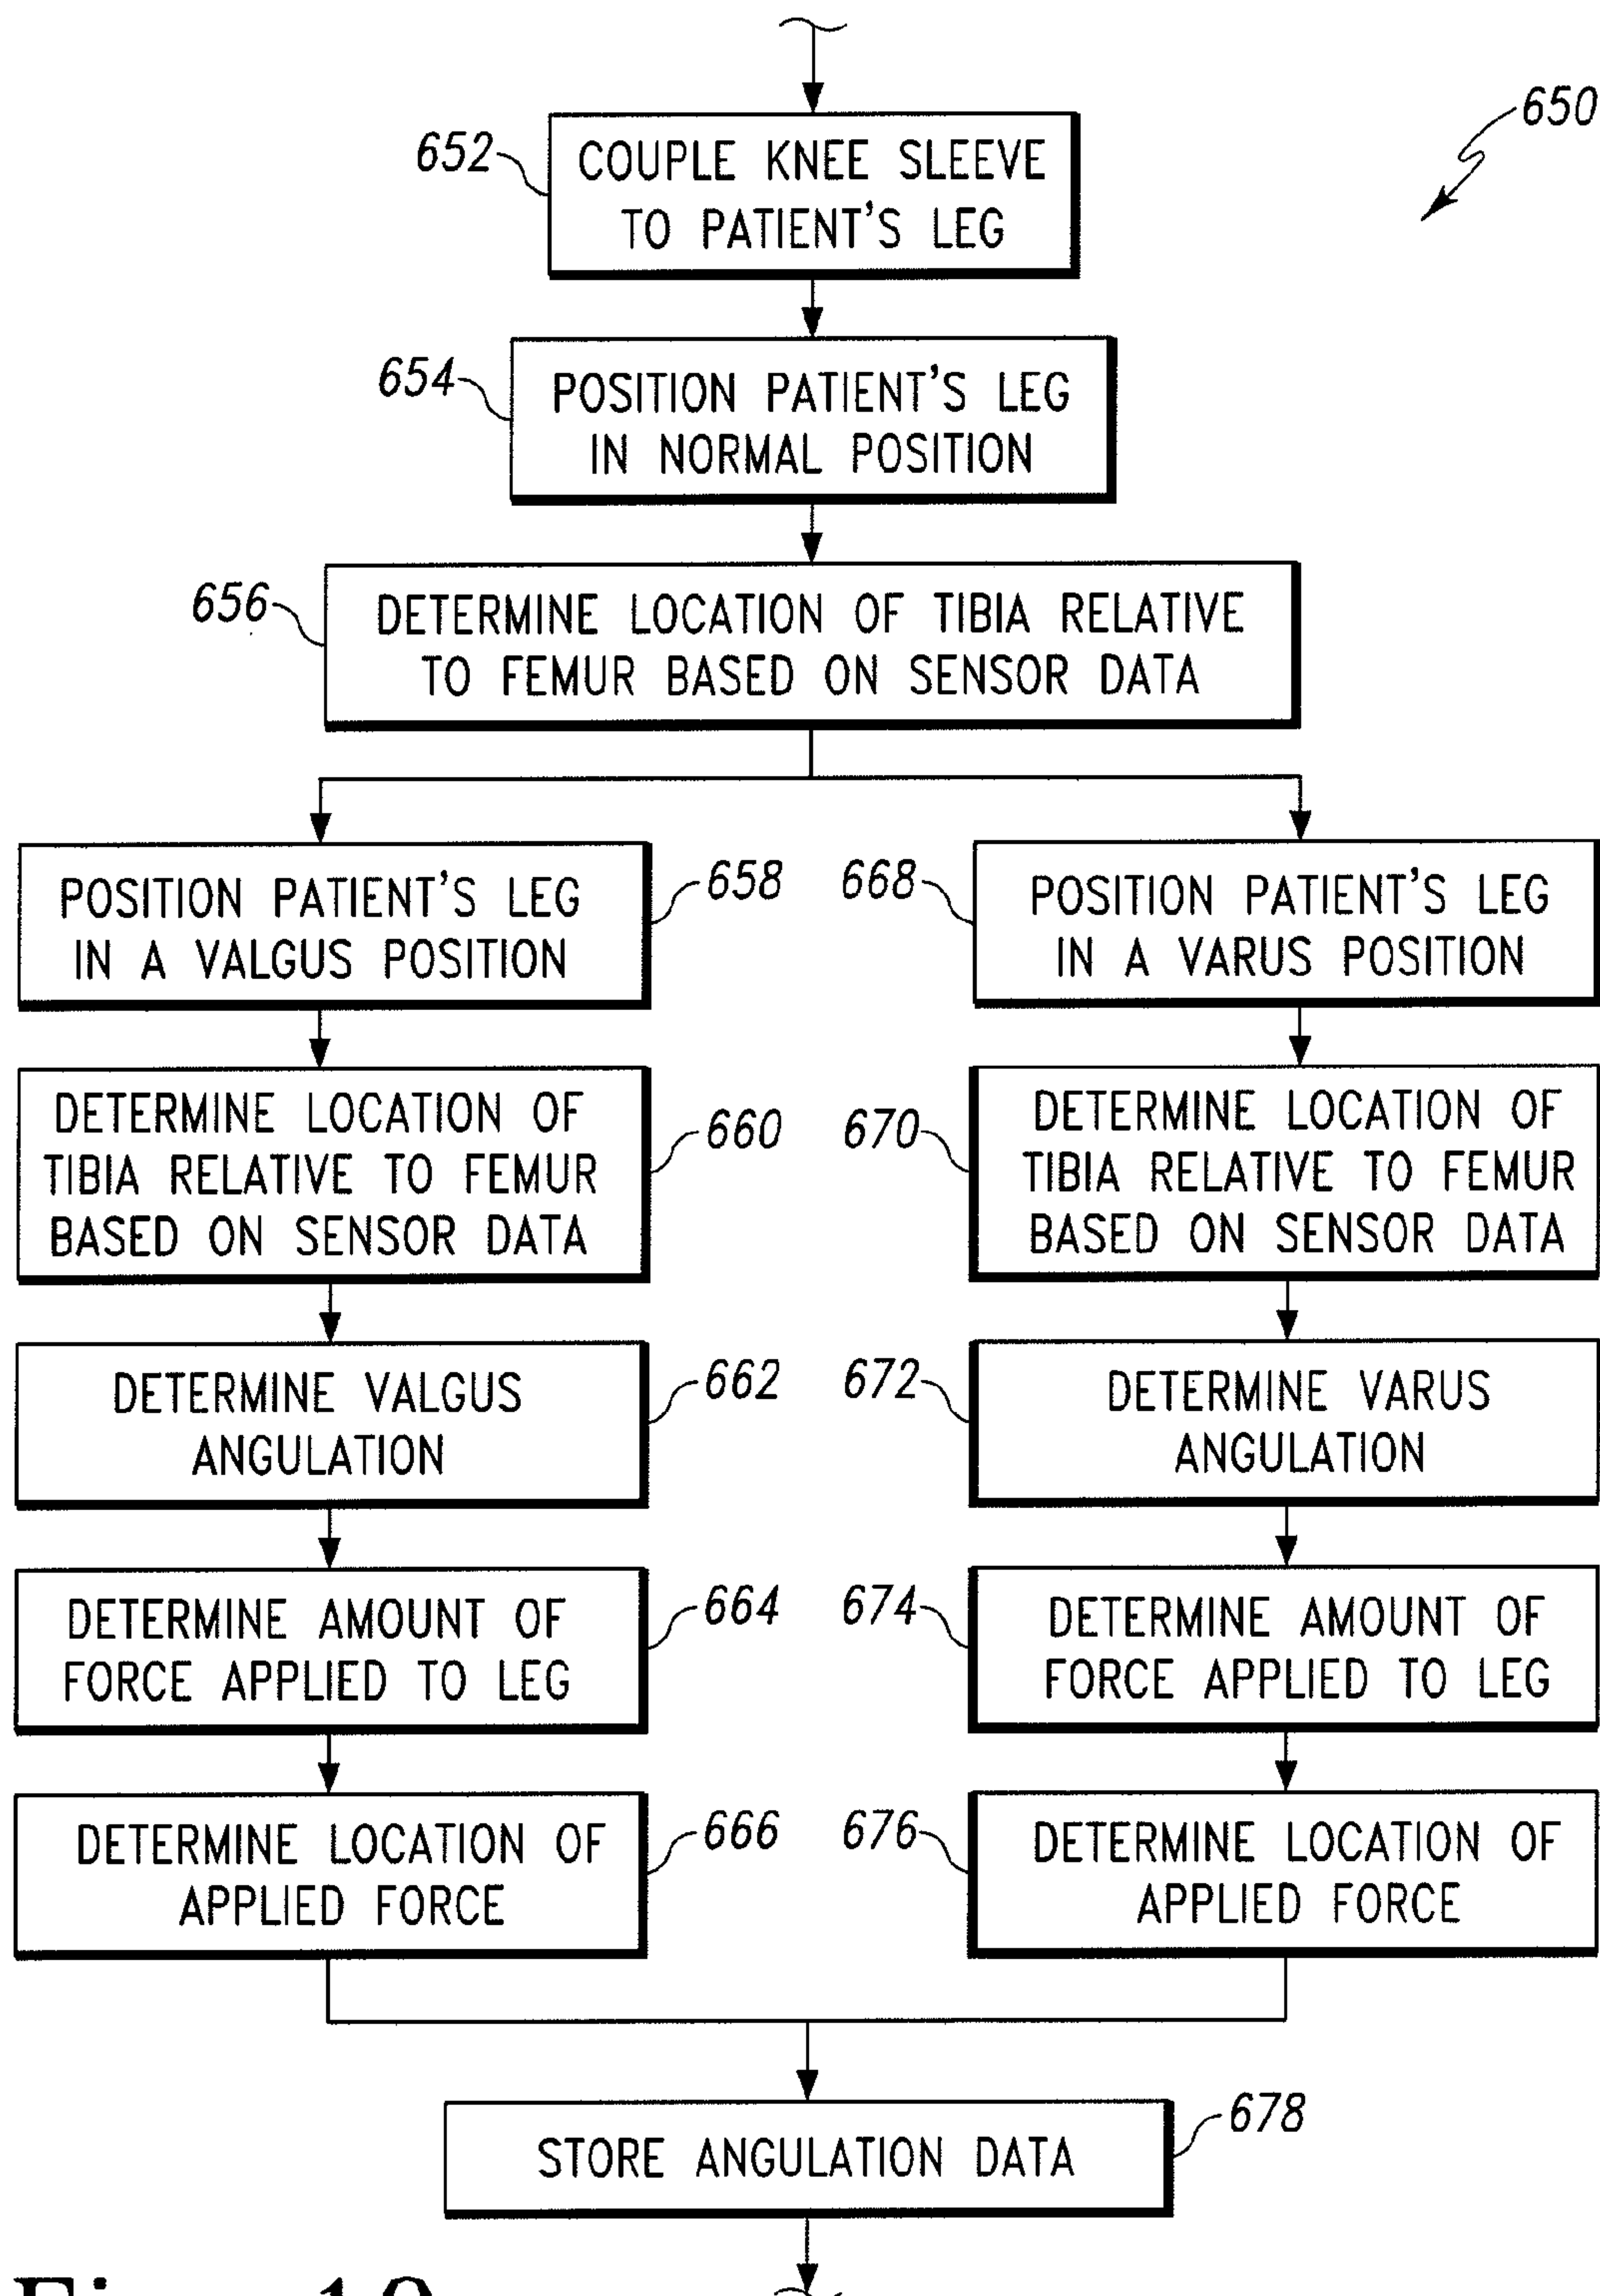 650
652
COUPLE KNEE SLEEVE
TO PATIENT'S LEG
654
POSITION PATIENT'S LEG
IN NORMAL POSITION
656
DETERMINE LOCATION OF TIBIA RELATIVE
TO FEMUR BASED ON SENSOR DATA
POSITION PATIENT'S LEG
IN A VALGUS POSITION
658
668
POSITION PATIENT'S LEG
IN A VARUS POSITION
DETERMINE LOCATION OF
TIBIA RELATIVE TO FEMUR
BASED ON SENSOR DATA
660
670
DETERMINE LOCATION OF
TIBIA RELATIVE TO FEMUR
BASED ON SENSOR DATA
DETERMINE VALGUS
ANGULATION
662
672
DETERMINE VARUS
ANGULATION
DETERMINE AMOUNT OF
FORCE APPLIED TO LEG
664
674
DETERMINE AMOUNT OF
FORCE APPLIED TO LEG
DETERMINE LOCATION OF
APPLIED FORCE
666
676
DETERMINE LOCATION OF
APPLIED FORCE
STORE ANGULATION DATA
678